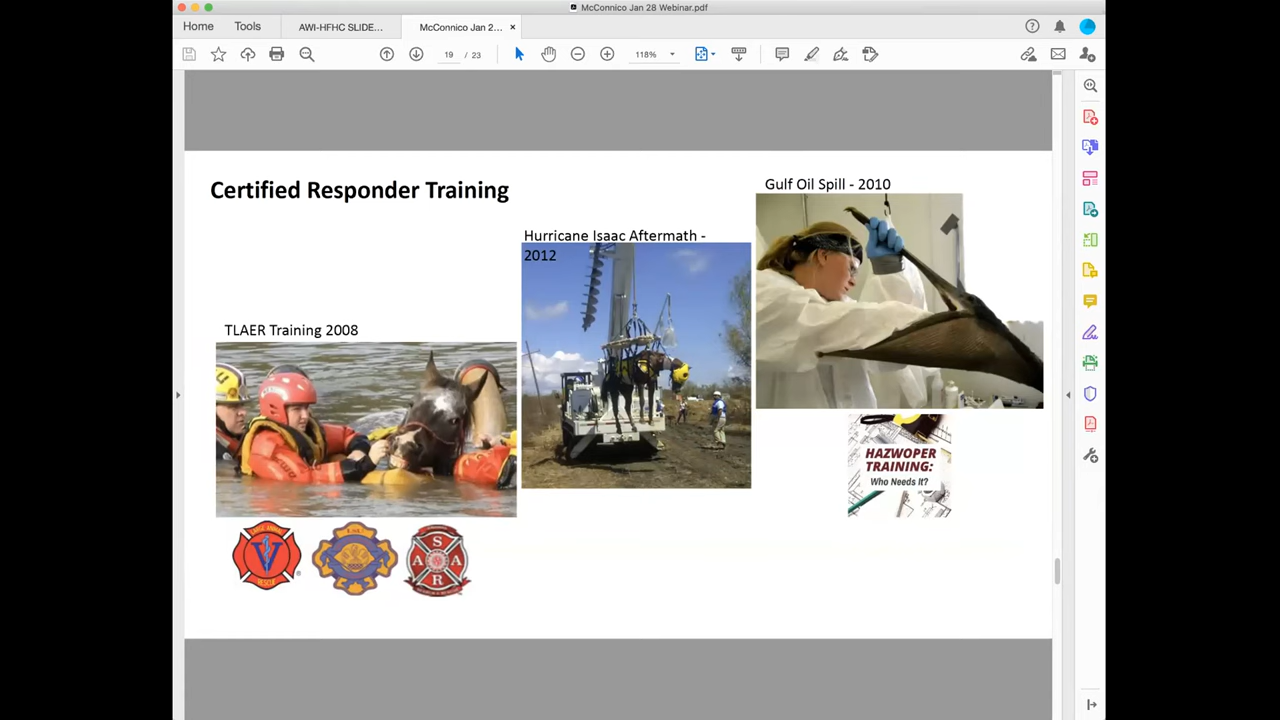 McConnico Jan 28 Webinar.pdf
Home
Tools
AWI-HFHC SLIDE...
McConnico Jan 2... ×
19 / 23
118%
Certified Responder Training
Gulf Oil Spill - 2010
Hurricane Isaac Aftermath -
2012
TLAER Training 2008
HAZWOPER
TRAINING:
Who Needs It?
V
S
A A
R